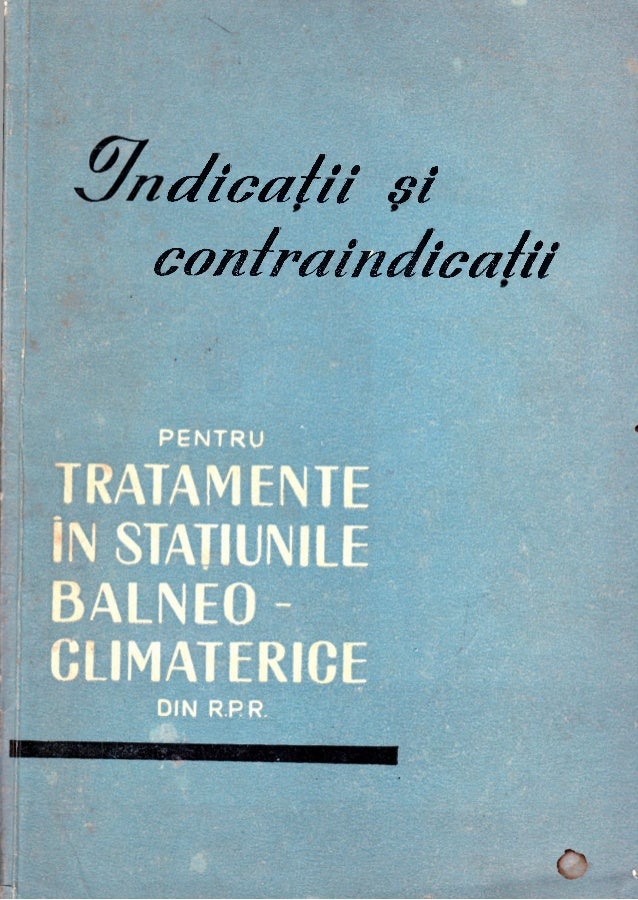 Indicații și
contraindicații
PENTRU
TRATAMENTE
ÎN STAȚIUNILE
BALNEO-
CLIMATERICE
DIN R.P.R.